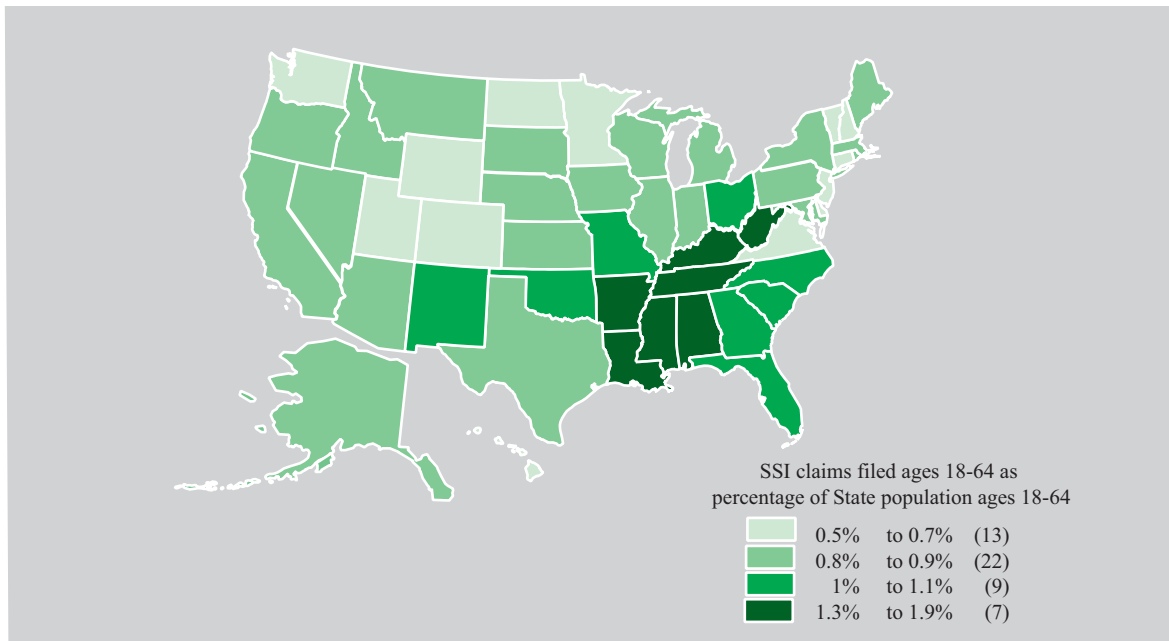 SSI claims filed ages 18-64 as
percentage of State population ages 18-64
0.5% to 0.7% (13)
0.8% to 0.9% (22)
1% to 1.1% (9)
1.3% to 1.9% (7)